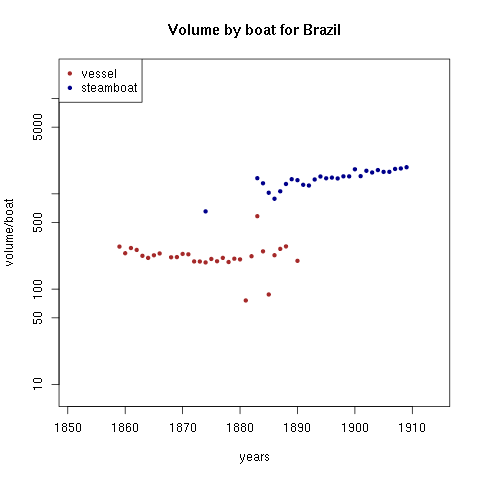 Volume by boat for Brazil
vessel
steamboat
volume/boat
5000
500
100
50
10
1850 1860 1870 1880 1890 1900 1910
years